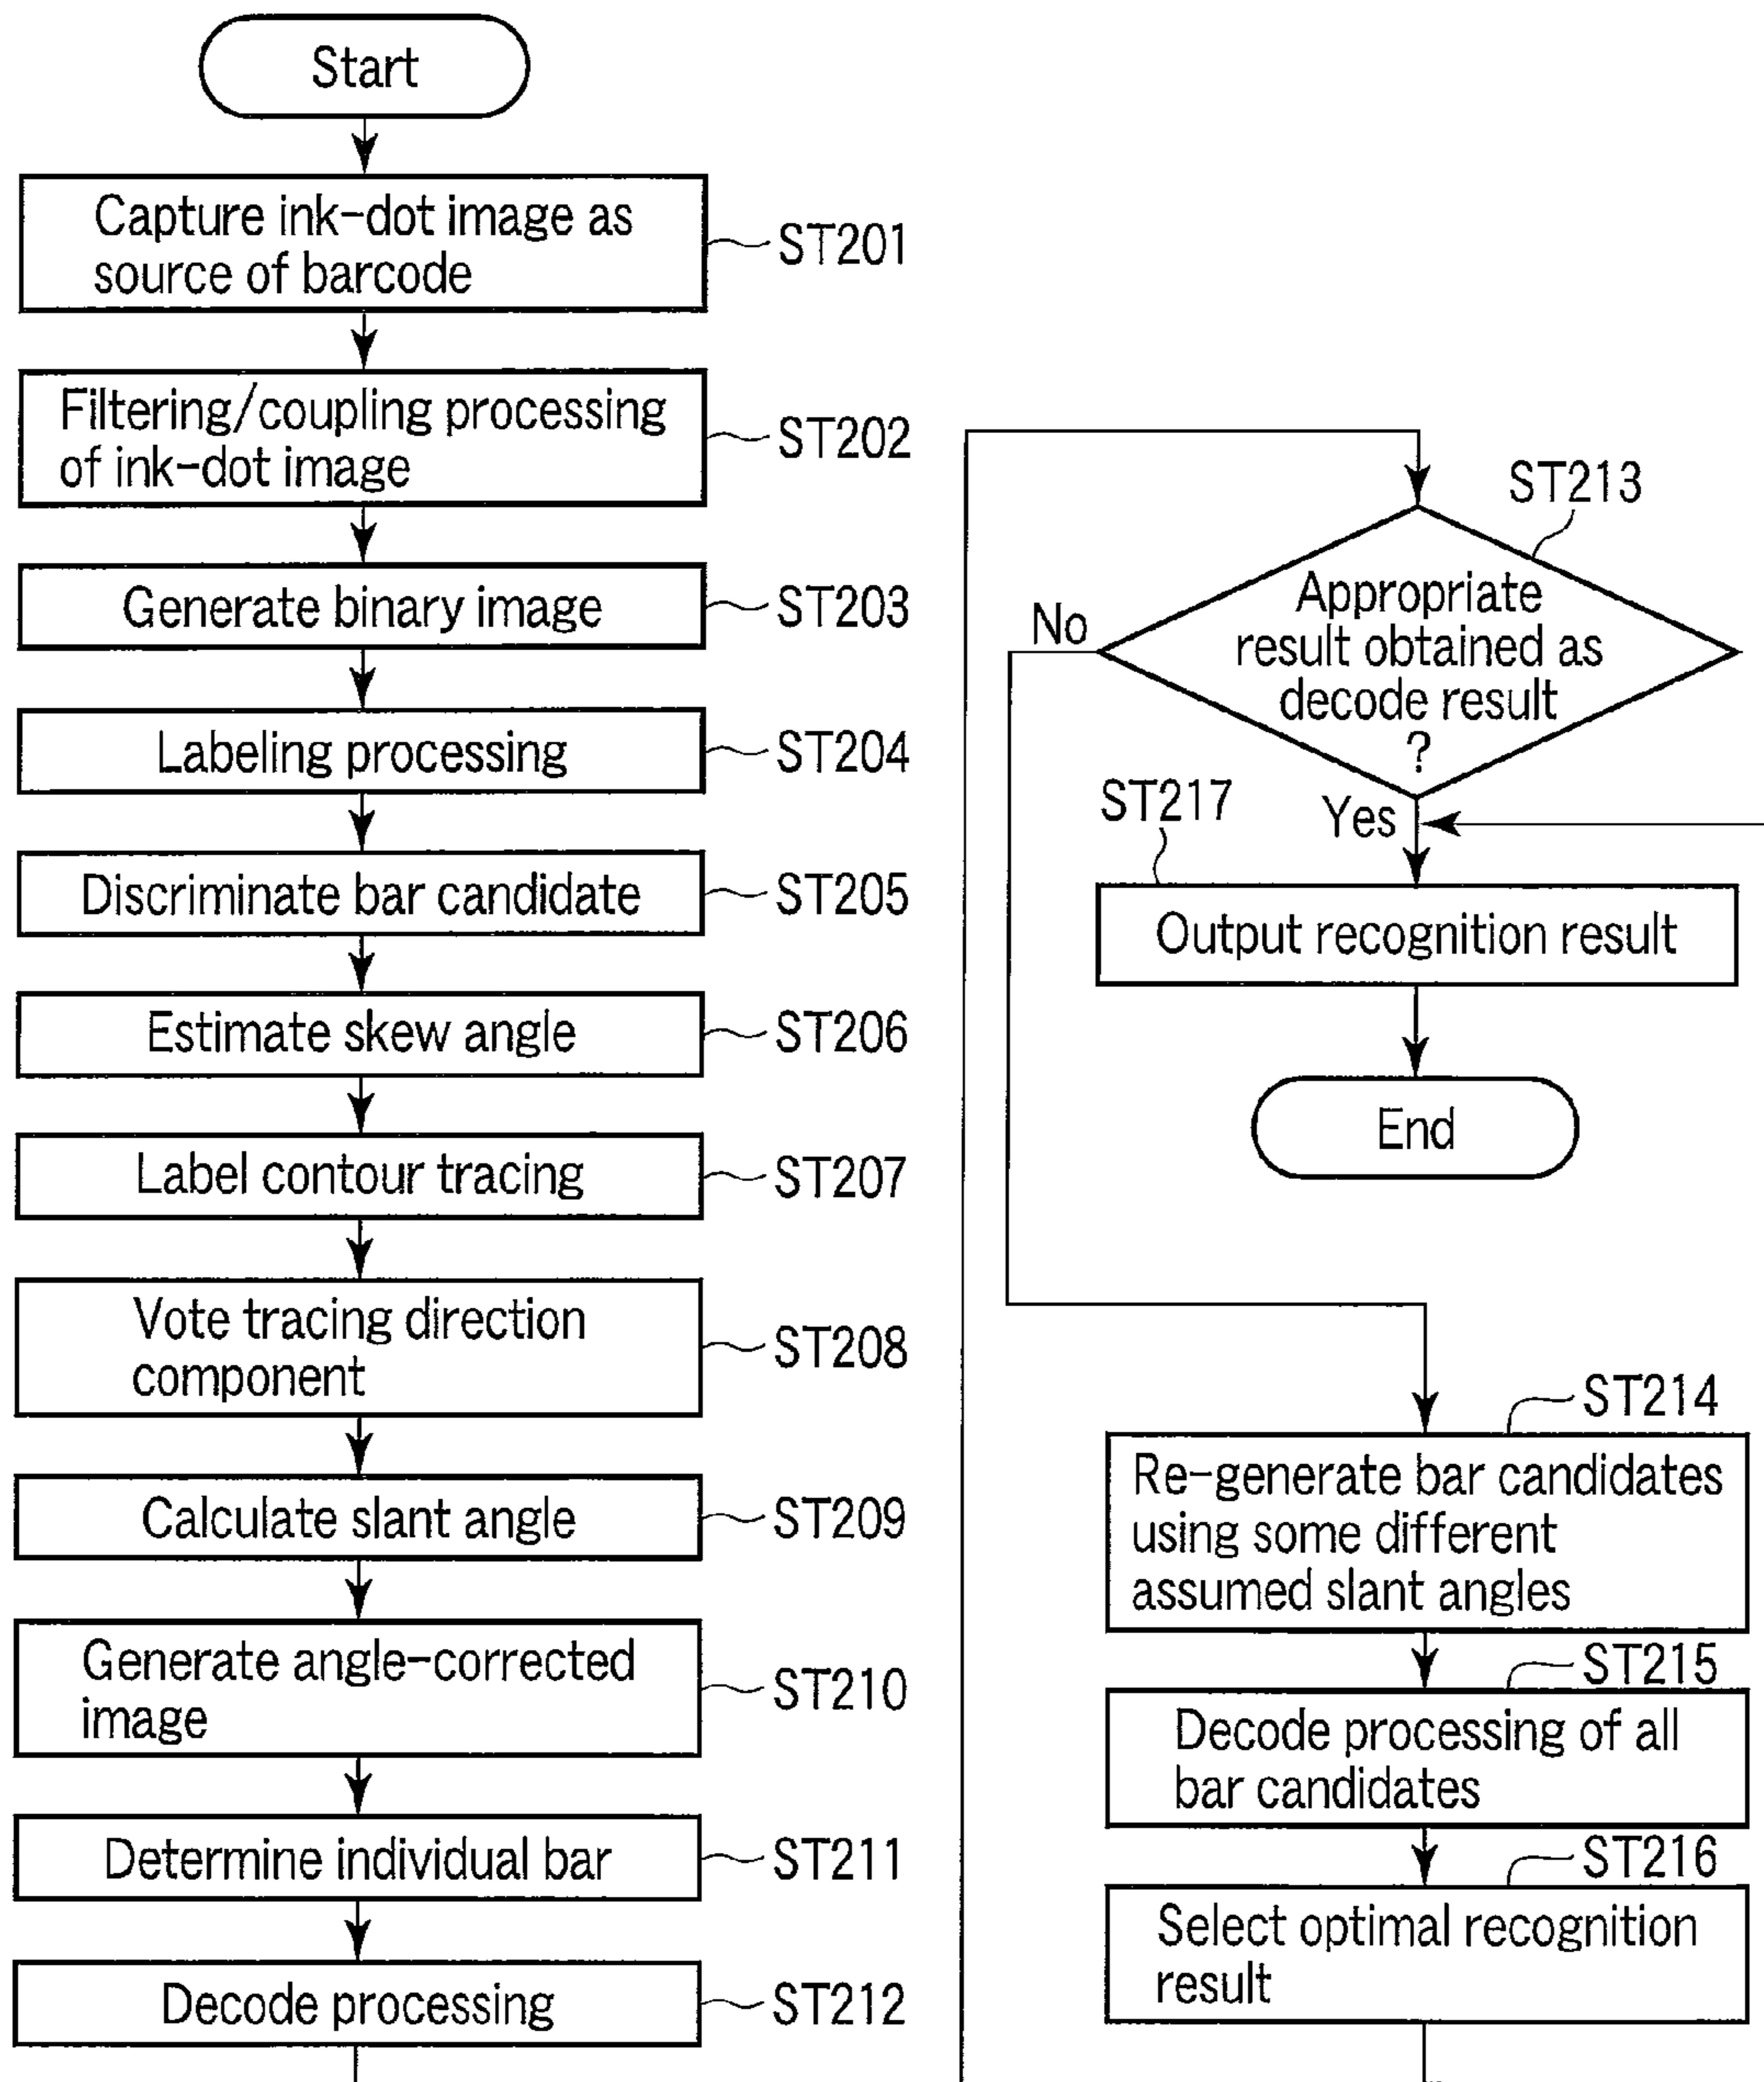 Start
Capture ink-dot image as
source of barcode
ST201
Filtering/coupling processing
of ink-dot image
ST202
Generate binary image
ST203
Labeling processing
ST204
Discriminate bar candidate
ST205
Estimate skew angle
ST206
Label contour tracing
ST207
Vote tracing direction
component
ST208
Calculate slant angle
ST209
Generate angle-corrected
image
ST210
Determine individual bar
ST211
Decode processing
ST212
ST213
Appropriate
result obtained as
decode result
?
No
Yes
ST217
Output recognition result
End
ST214
Re-generate bar candidates
using some different
assumed slant angles
ST215
Decode processing of all
bar candidates
ST216
Select optimal recognition
result